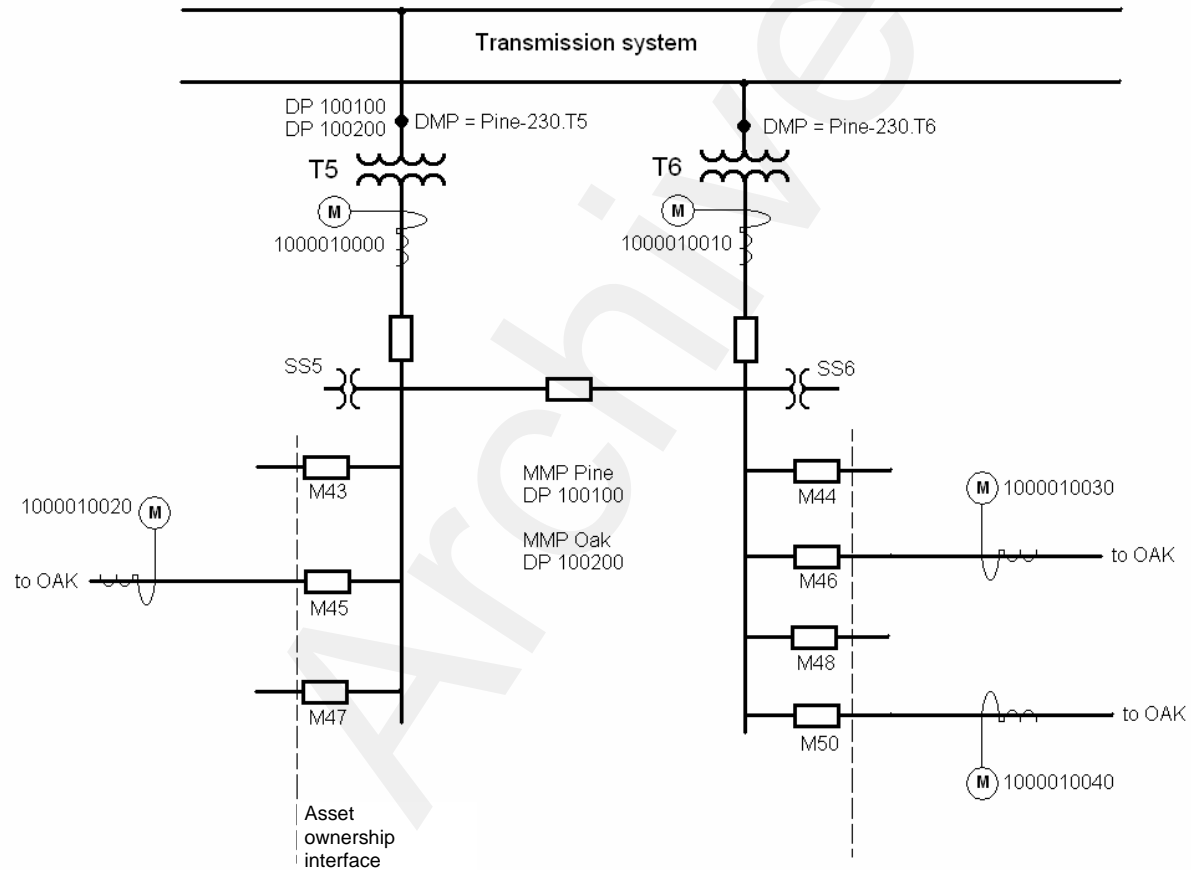 Transmission system
DP 100100
DP 100200
DMP = Pine-230.T5
DMP = Pine-230.T6
T5
T6
M
1000010000
M
1000010010
SS5
SS6
M43
MMP Pine
DP 100100
M44
1000010020
M
M
1000010030
MMP Oak
DP 100200
to OAK
M45
M46
to OAK
M48
M47
M50
to OAK
M
1000010040
Asset
ownership
interface
Archive